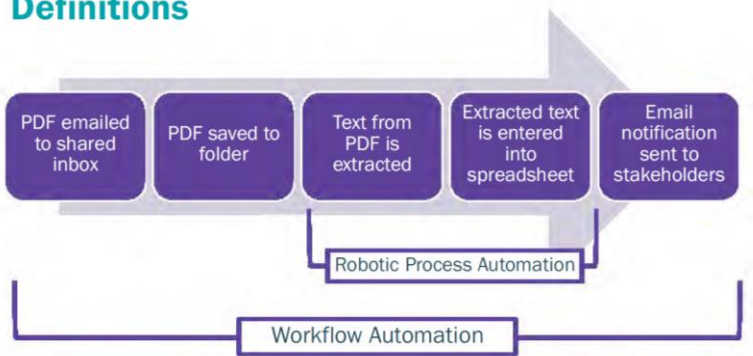 Definitions
PDF emailed
to shared
inbox
PDF saved to
folder
Text from
PDF is
extracted
Extracted text
is entered
into
spreadsheet
Email
notification
sent to
stakeholders
Robotic Process Automation
Workflow Automation